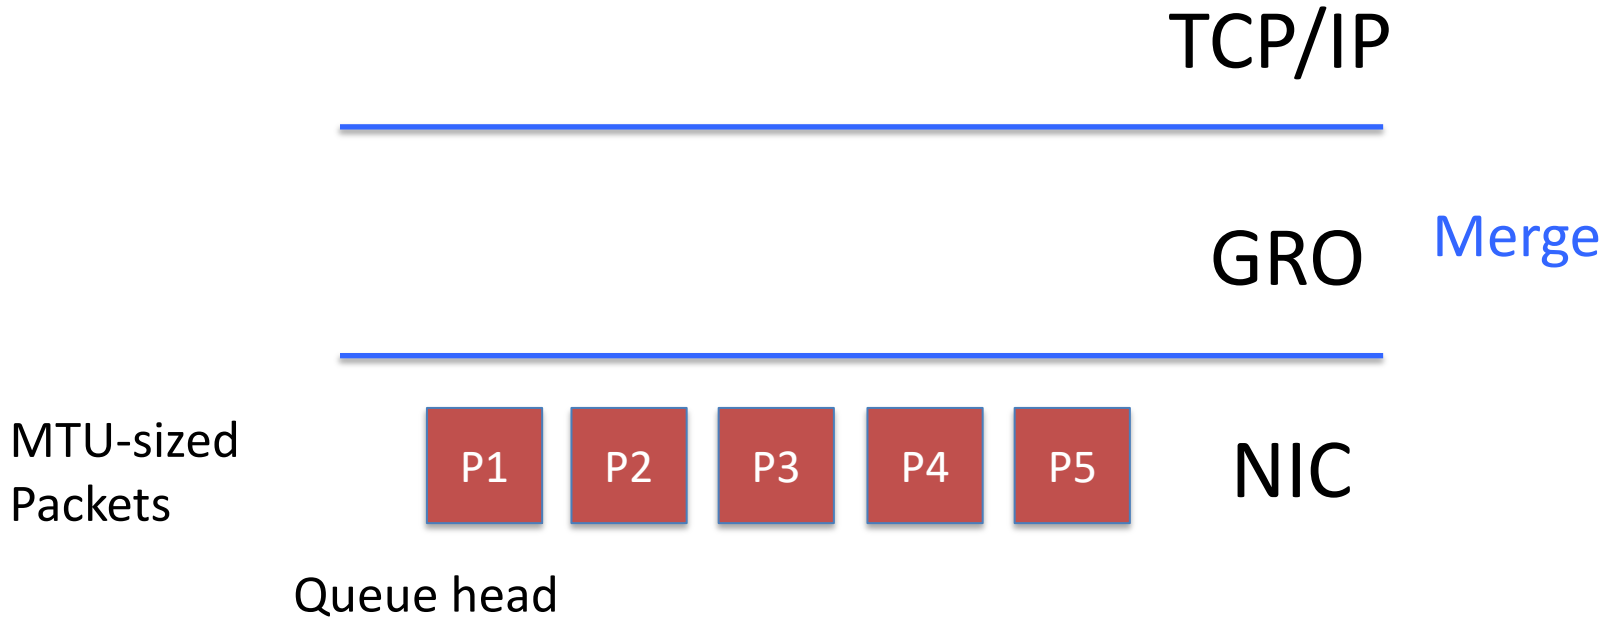 TCP/IP
Merge
GRO
MTU-sized
Packets
P1 P2 P3 P4 P5
NIC
Queue head